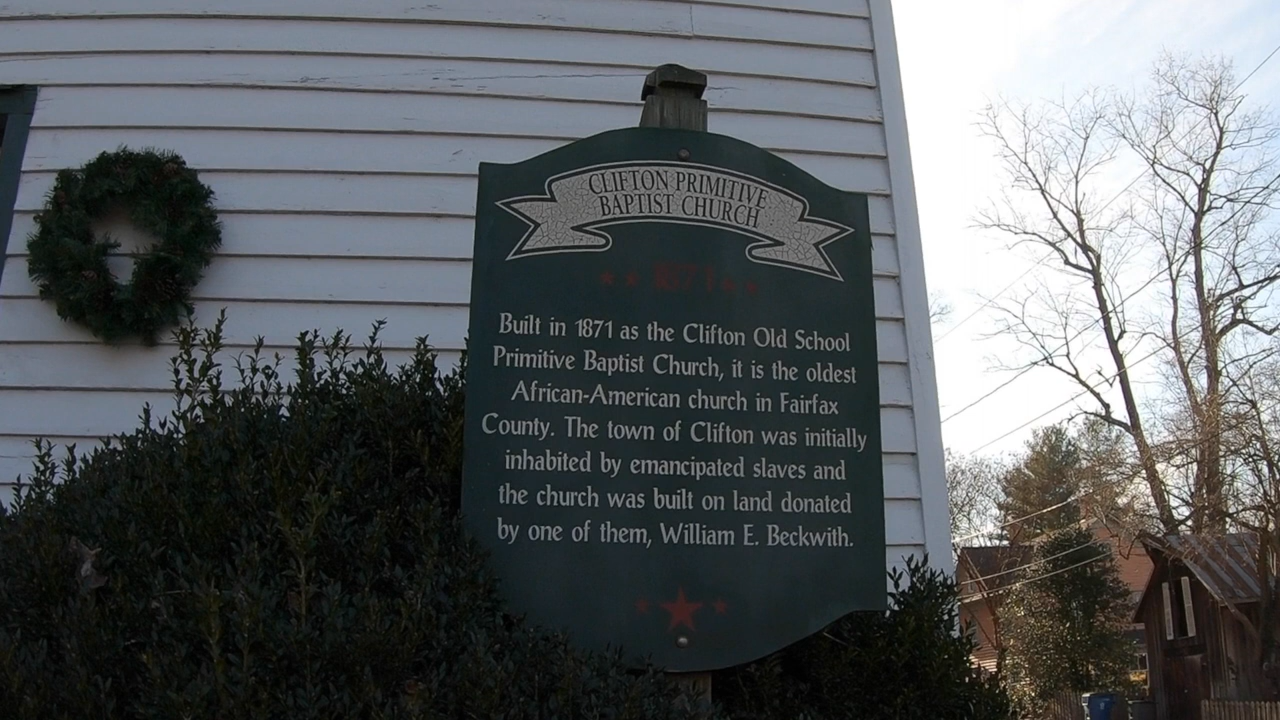 CLIFTON PRIMITIVE
BAPTIST CHURCH
1871
Built in 1871 as the Clifton Old School
Primitive Baptist Church, it is the oldest
African-American church in Fairfax
County. The town of Clifton was initially
inhabited by emancipated slaves and
the church was built on land donated
by one of them, William E. Beckwith.